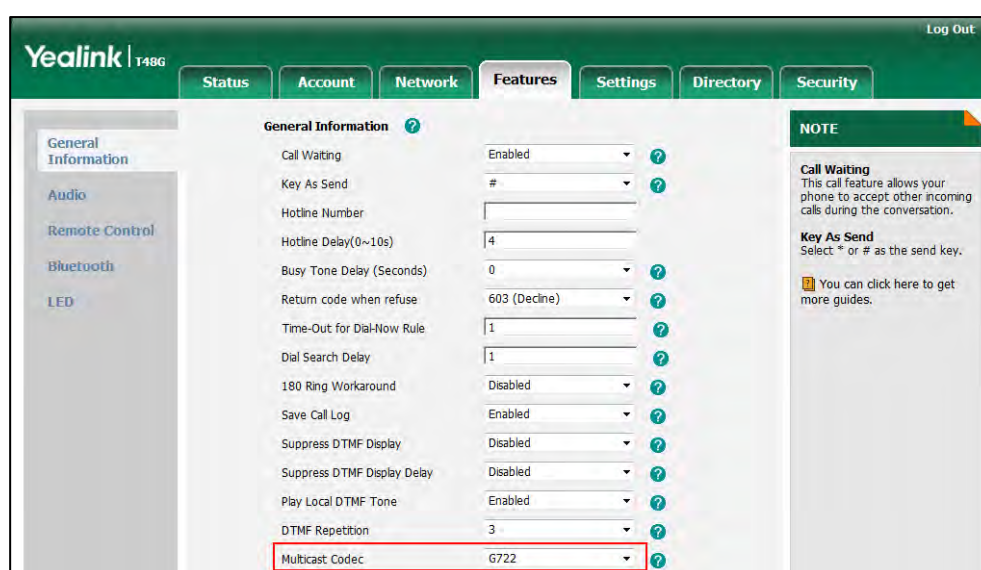 Log Out
Yealink | T48G
Status Account Network Features Settings Directory Security
General Information
Audio
Remote Control
Bluetooth
LED
General Information ?
Call Waiting Enabled ?
Key As Send # ?
Hotline Number
Hotline Delay(0~10s) 4
Busy Tone Delay (Seconds) 0 ?
Return code when refuse 603 (Decline) ?
Time-Out for Dial-Now Rule 1 ?
Dial Search Delay 1 ?
180 Ring Workaround Disabled ?
Save Call Log Enabled ?
Suppress DTMF Display Disabled ?
Suppress DTMF Display Delay Disabled ?
Play Local DTMF Tone Enabled ?
DTMF Repetition 3 ?
Multicast Codec G722 ?
NOTE
Call Waiting
This call feature allows your
phone to accept other incoming
calls during the conversation.
Key As Send
Select * or # as the send key.
? You can click here to get
more guides.